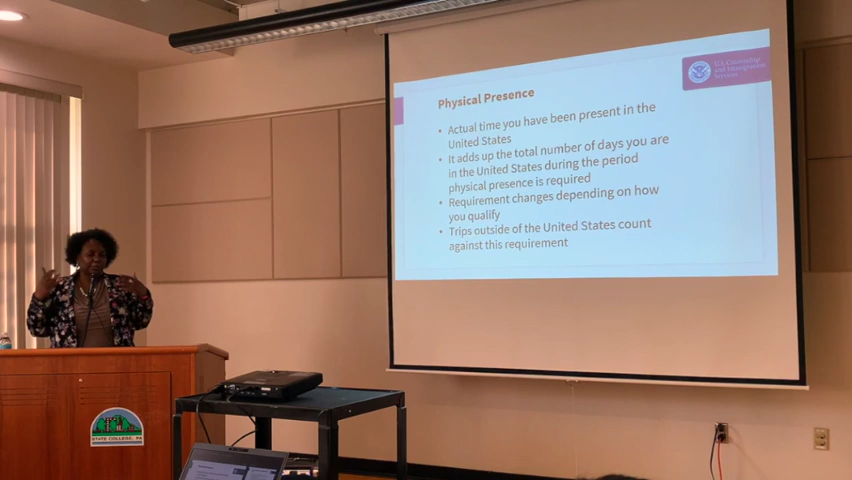 U.S. Citizenship
and Immigration
Services
Physical Presence
• Actual time you have been present in the
United States
• It adds up the total number of days you are
in the United States during the period
physical presence is required
• Requirement changes depending on how
you qualify
• Trips outside of the United States count
against this requirement
STATE COLLEGE, PA